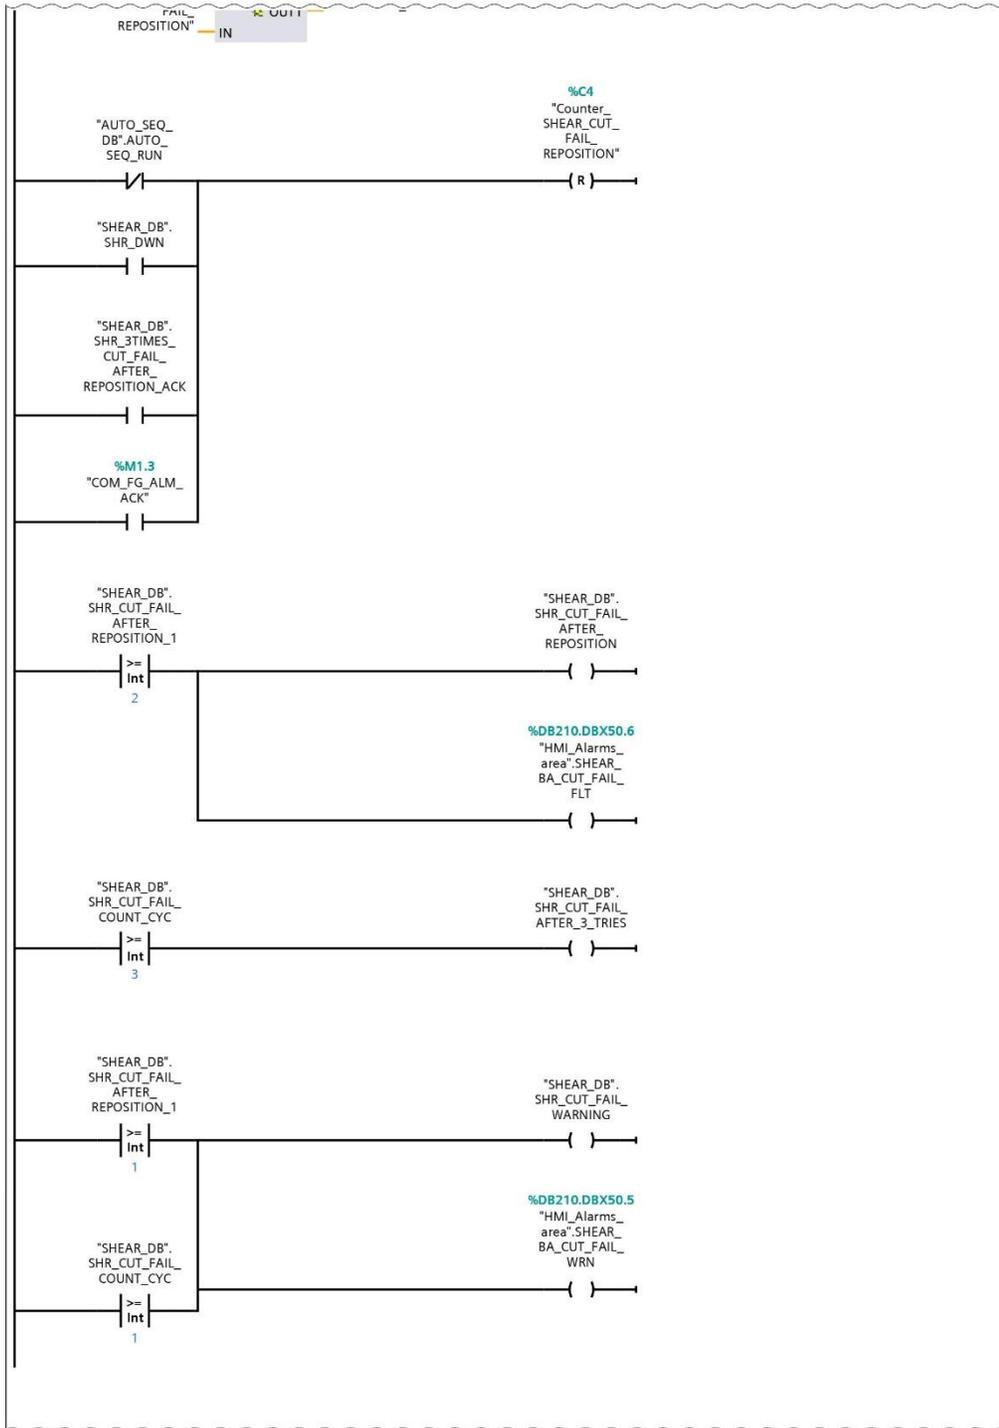 FAIL_
REPOSITION"
OUT1
IN
%C4
"Counter_
SHEAR_CUT_
FAIL_
REPOSITION"
"AUTO_SEQ_
DB".AUTO_
SEQ_RUN
R
"SHEAR_DB".
SHR_DWN
"SHEAR_DB".
SHR_3TIMES_
CUT_FAIL_
AFTER_
REPOSITION_ACK
%M1.3
"COM_FG_ALM_
ACK"
"SHEAR_DB".
SHR_CUT_FAIL_
AFTER_
REPOSITION_1
>=
Int
2
"SHEAR_DB".
SHR_CUT_FAIL_
AFTER_
REPOSITION
%DB210.DBX50.6
"HMI_Alarms_
area".SHEAR_
BA_CUT_FAIL_
FLT
"SHEAR_DB".
SHR_CUT_FAIL_
COUNT_CYC
>=
Int
3
"SHEAR_DB".
SHR_CUT_FAIL_
AFTER_3_TRIES
"SHEAR_DB".
SHR_CUT_FAIL_
AFTER_
REPOSITION_1
>=
Int
1
"SHEAR_DB".
SHR_CUT_FAIL_
WARNING
%DB210.DBX50.5
"HMI_Alarms_
area".SHEAR_
BA_CUT_FAIL_
WRN
"SHEAR_DB".
SHR_CUT_FAIL_
COUNT_CYC
>=
Int
1